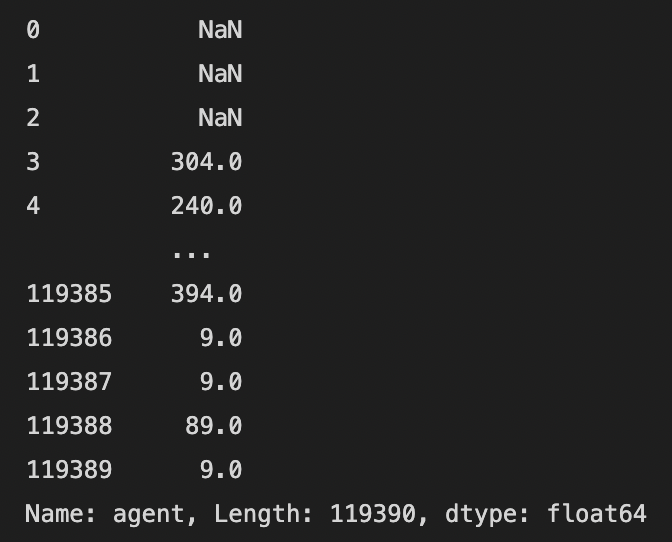 0           NaN
1           NaN
2           NaN
3         304.0
4         240.0
          ...
119385    394.0
119386      9.0
119387      9.0
119388     89.0
119389      9.0
Name: agent, Length: 119390, dtype: float64